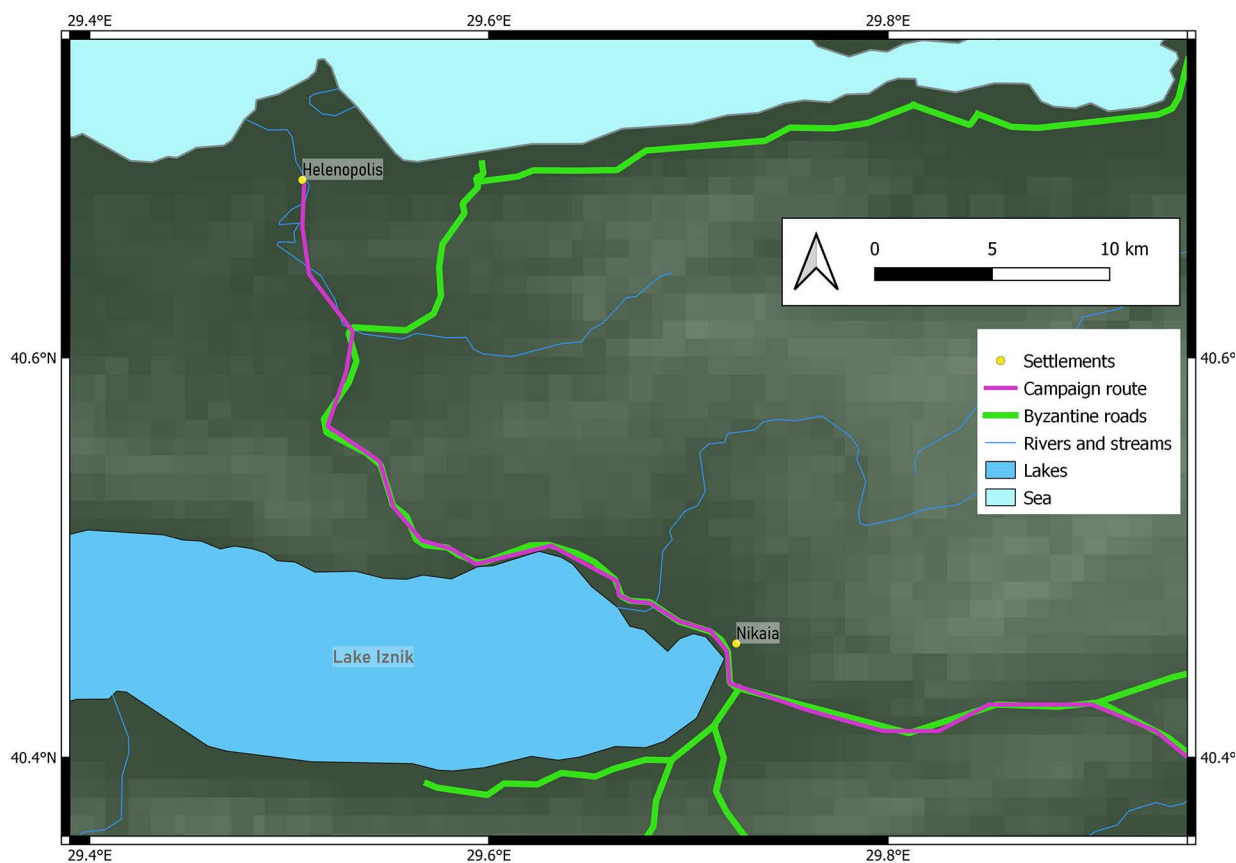 29.4°E 29.6°E 29.8°E
Helenopolis
0 5 10 km
40.6°N 40.6°
Settlements
Campaign route
Byzantine roads
Rivers and streams
Lakes
Sea
Nikaia
Lake Iznik
40.4°N 40.4°
29.4°E 29.6°E 29.8°E